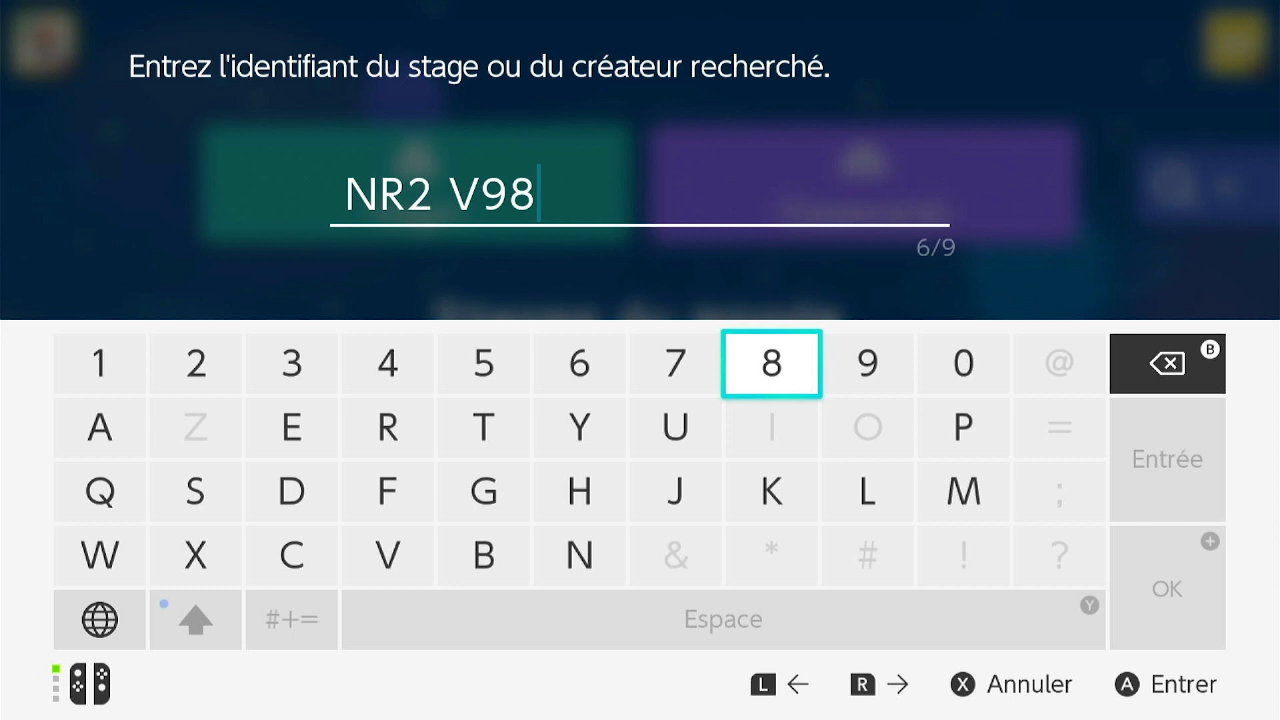 Entrez l'identifiant du stage ou du créateur recherché.
NR2 V98
6/9
1 2 3 4 5 6 7 8 9 0 @ B
A Z E R T Y U I O P =
Entrée
Q S D F G H J K L M ;
W X C V B N & * # ! ? +
OK
#+= Espace Y
L ← R → X Annuler A Entrer